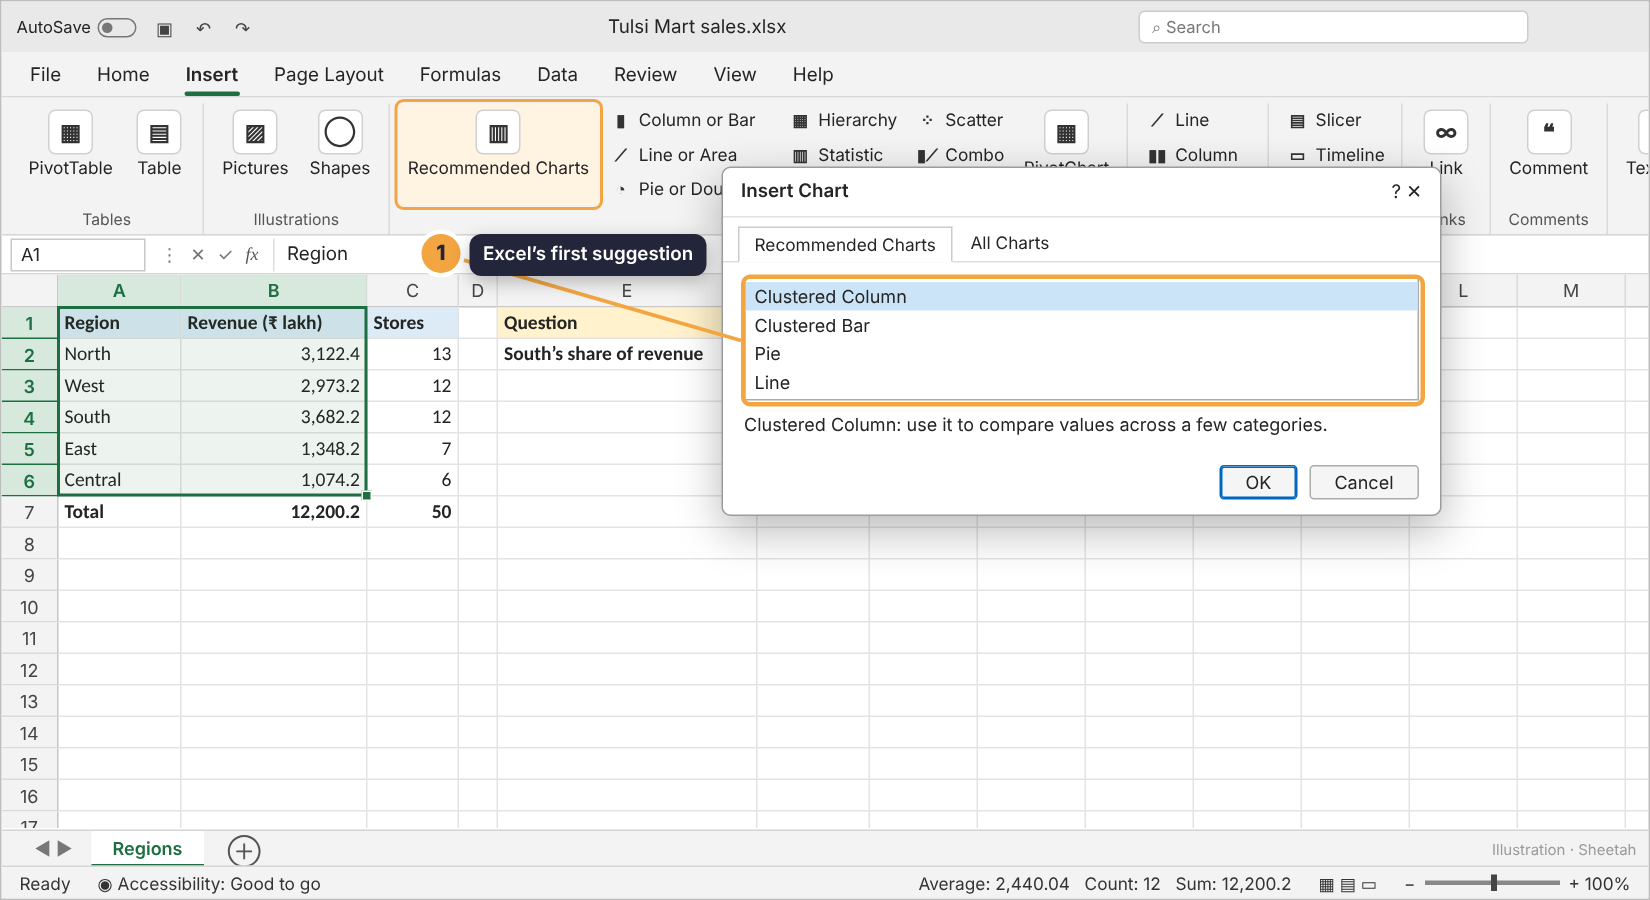 AutoSave
Tulsi Mart sales.xlsx
Search
File Home Insert Page Layout Formulas Data Review View Help
PivotTable
Table
Tables
Pictures
Shapes
Illustrations
Recommended Charts
Column or Bar
Line or Area
Hierarchy
Statistic
Scatter
Combo
Line
Column
Slicer
Timeline
Comment
Comments
A1
fx
Region
1
Excel’s first suggestion
Insert Chart
? ×
Recommended Charts
All Charts
Clustered Column
Clustered Bar
Pie
Line
Clustered Column: use it to compare values across a few categories.
OK
Cancel
A B C D E L M
1 Region Revenue (₹ lakh) Stores Question
2 North 3,122.4 13 South’s share of revenue
3 West 2,973.2 12
4 South 3,682.2 12
5 East 1,348.2 7
6 Central 1,074.2 6
7 Total 12,200.2 50
8
9
10
11
12
13
14
15
16
17
Regions
Illustration · Sheetah
Ready
Accessibility: Good to go
Average: 2,440.04 Count: 12 Sum: 12,200.2
− + 100%